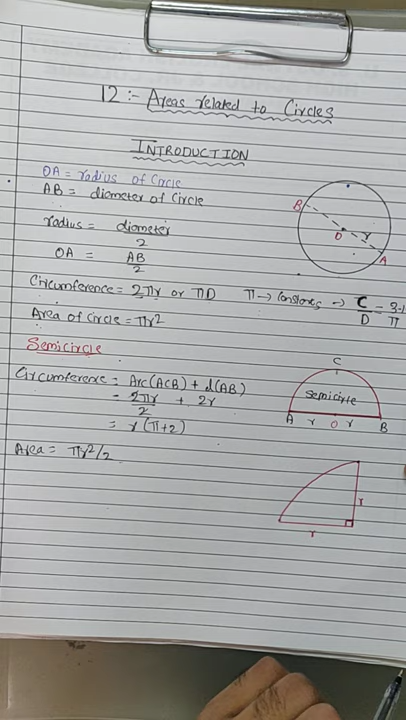 12:- Areas related to Circles
INTRODUCTION
OA = radius of Circle
AB = diameter of Circle
radius = diameter
2
OA = AB
2
B
O
r
A
Circumference = 2πr or πD
π → Constant → C = 3.1
D π
Area of Circle = πr²
Semicircle
Circumference = Arc(ACB) + d(AB)
= 2πr + 2r
2
= r(π+2)
Area = πr²/2
C
A r O r B
r
r